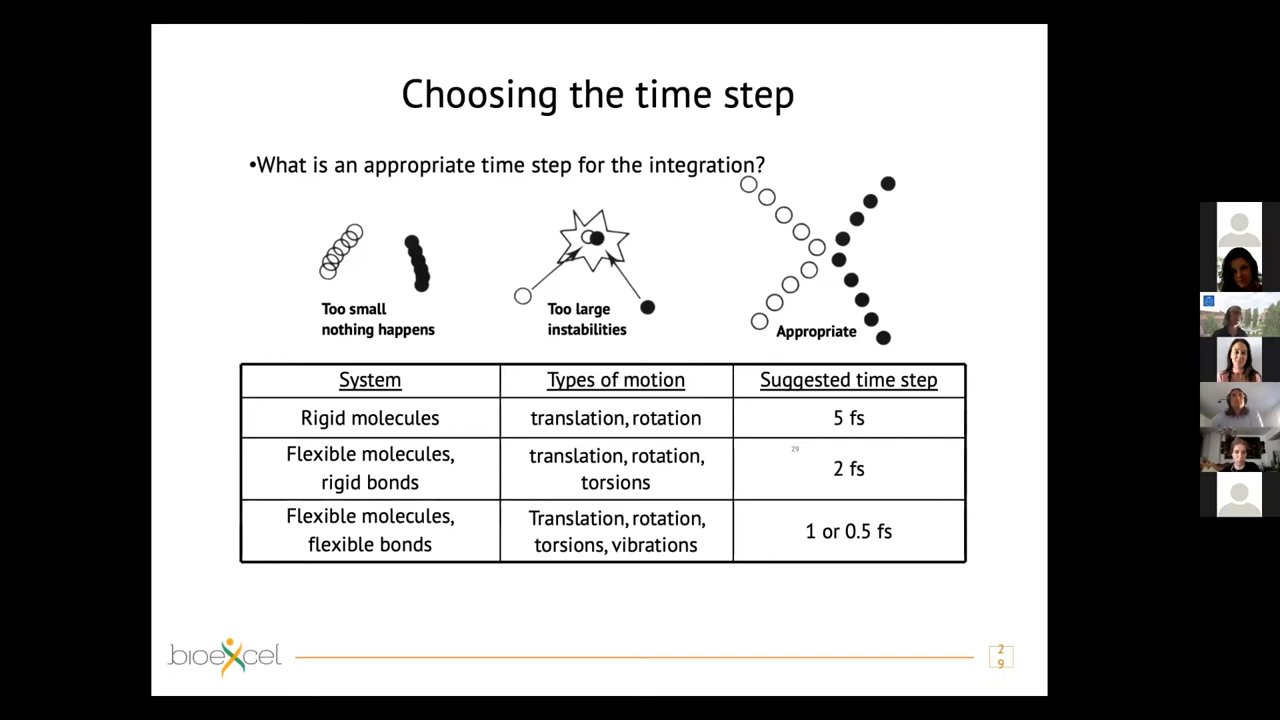 Choosing the time step
•What is an appropriate time step for the integration?
Too small
nothing happens
Too large
instabilities
Appropriate
System
Types of motion
Suggested time step
Rigid molecules
translation, rotation
5 fs
Flexible molecules,
rigid bonds
translation, rotation,
torsions
29
2 fs
Flexible molecules,
flexible bonds
Translation, rotation,
torsions, vibrations
1 or 0.5 fs
bioexcel
2
9